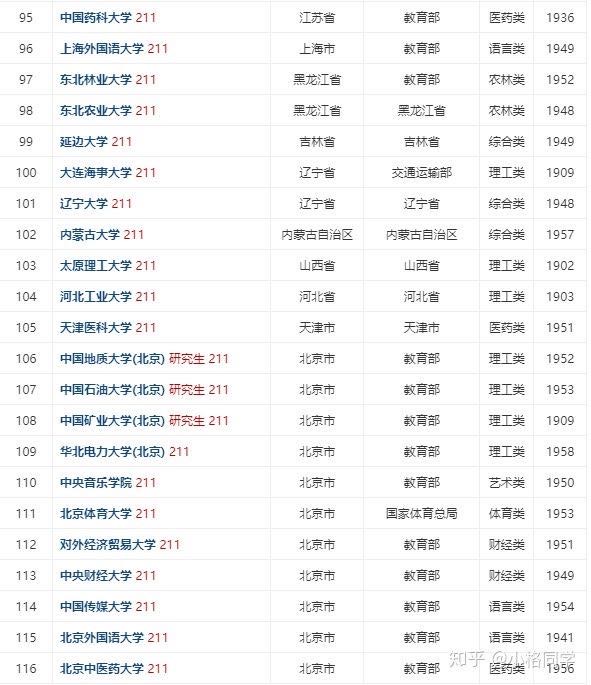 95 中国药科大学 211 江苏省 教育部 医药类 1936
96 上海外国语大学 211 上海市 教育部 语言类 1949
97 东北林业大学 211 黑龙江省 教育部 农林类 1952
98 东北农业大学 211 黑龙江省 黑龙江省 农林类 1948
99 延边大学 211 吉林省 吉林省 综合类 1949
100 大连海事大学 211 辽宁省 交通运输部 理工类 1909
101 辽宁大学 211 辽宁省 辽宁省 综合类 1948
102 内蒙古大学 211 内蒙古自治区 内蒙古自治区 综合类 1957
103 太原理工大学 211 山西省 山西省 理工类 1902
104 河北工业大学 211 河北省 河北省 理工类 1903
105 天津医科大学 211 天津市 天津市 医药类 1951
106 中国地质大学(北京) 研究生 211 北京市 教育部 理工类 1952
107 中国石油大学(北京) 研究生 211 北京市 教育部 理工类 1953
108 中国矿业大学(北京) 研究生 211 北京市 教育部 理工类 1909
109 华北电力大学(北京) 211 北京市 教育部 理工类 1958
110 中央音乐学院 211 北京市 教育部 艺术类 1950
111 北京体育大学 211 北京市 国家体育总局 体育类 1953
112 对外经济贸易大学 211 北京市 教育部 财经类 1951
113 中央财经大学 211 北京市 教育部 财经类 1949
114 中国传媒大学 211 北京市 教育部 语言类 1954
115 北京外国语大学 211 北京市 教育部 语言类 1941
116 北京中医药大学 211 北京市 教育部 医药类 1956
知乎 @小格同学